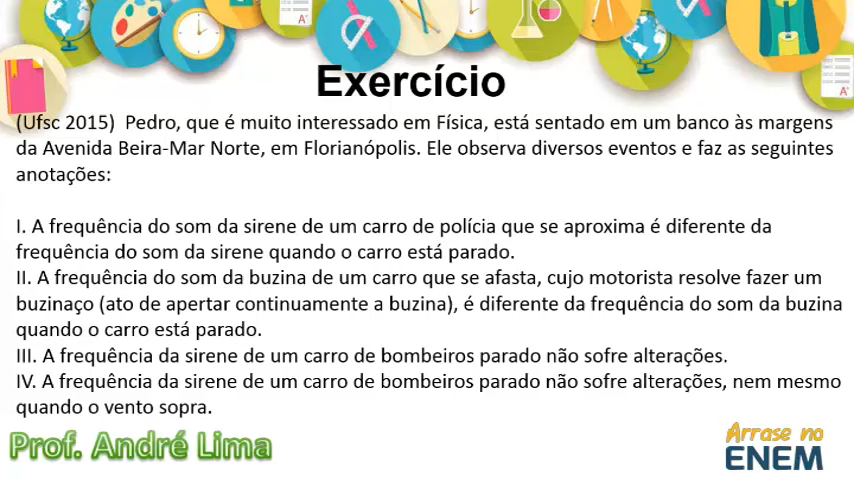 Exercício
(Ufsc 2015)  Pedro, que é muito interessado em Física, está sentado em um banco às margens
da Avenida Beira-Mar Norte, em Florianópolis. Ele observa diversos eventos e faz as seguintes
anotações:
I. A frequência do som da sirene de um carro de polícia que se aproxima é diferente da
frequência do som da sirene quando o carro está parado.
II. A frequência do som da buzina de um carro que se afasta, cujo motorista resolve fazer um
buzinaço (ato de apertar continuamente a buzina), é diferente da frequência do som da buzina
quando o carro está parado.
III. A frequência da sirene de um carro de bombeiros parado não sofre alterações.
IV. A frequência da sirene de um carro de bombeiros parado não sofre alterações, nem mesmo
quando o vento sopra.
Prof. André Lima
Arrase no
ENEM